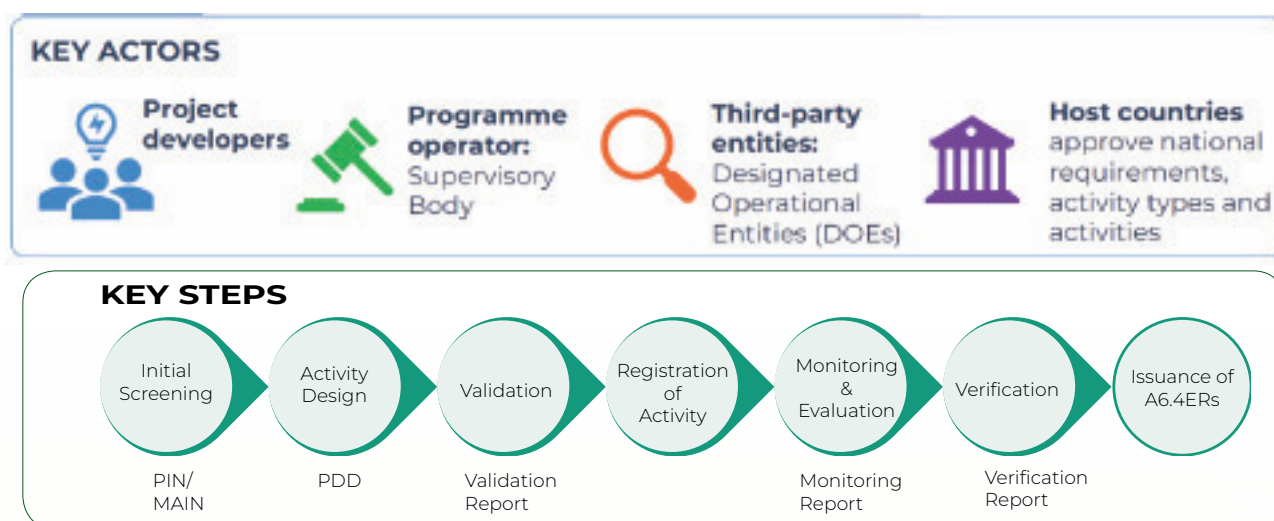 KEY ACTORS
Project
developers
Programme
operator:
Supervisory
Body
Third-party
entities:
Designated
Operational
Entities (DOEs)
Host countries
approve national
requirements,
activity types and
activities
KEY STEPS
Initial
Screening
Activity
Design
Validation
Registration
of
Activity
Monitoring
&
Evaluation
Verification
Issuance of
A6.4ERs
PIN/
MAIN
PDD
Validation
Report
Monitoring
Report
Verification
Report